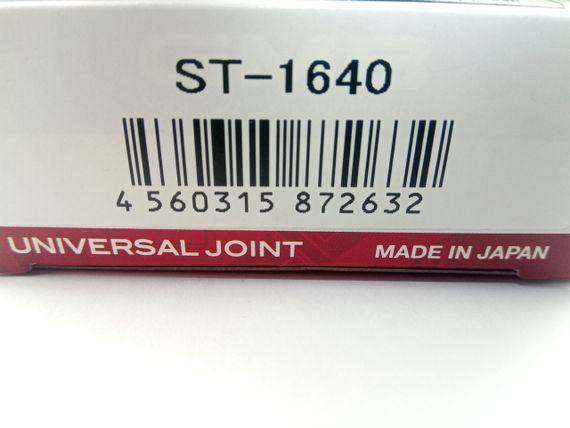 ST-1640
4 560315 872632
UNIVERSAL JOINT
MADE IN JAPAN